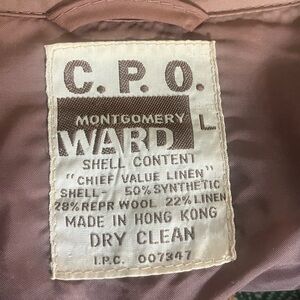 C.P.O.
MONTGOMERY
WARD L
SHELL CONTENT
"CHIEF VALUE LINEN"
SHELL- 50% SYNTHETIC
28% REPR WOOL 22% LINEN
MADE IN HONG KONG
DRY CLEAN
I.P.C. 007347